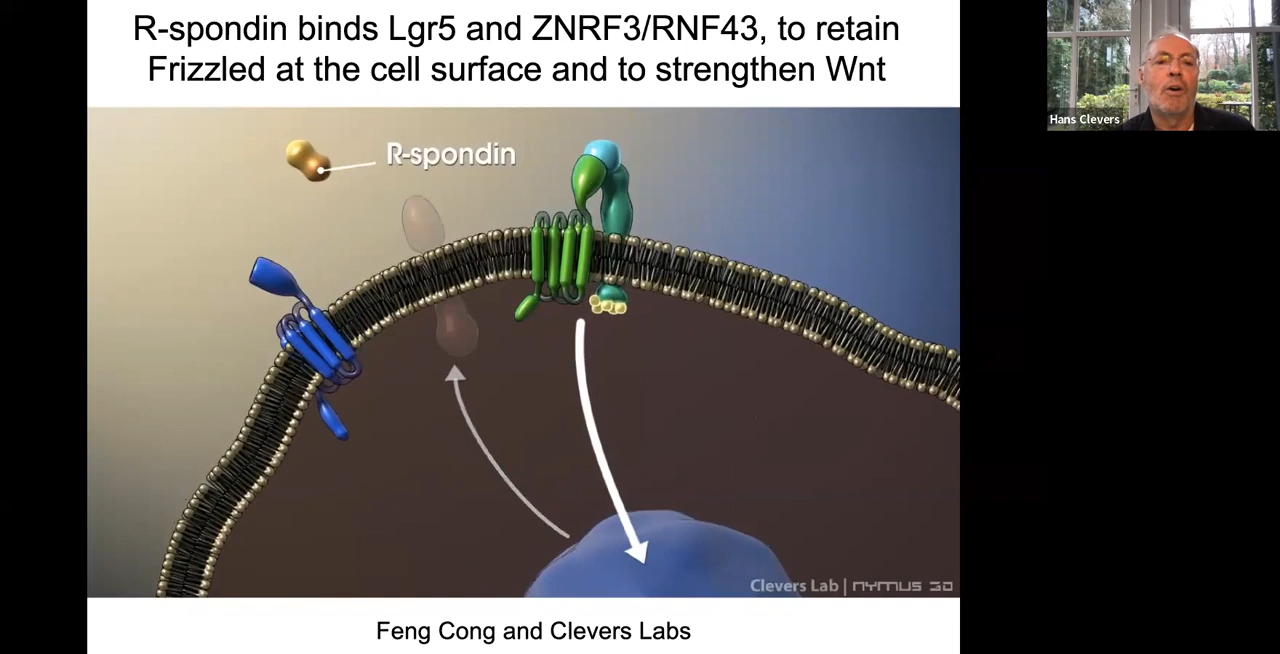 R-spondin binds Lgr5 and ZNRF3/RNF43, to retain
Frizzled at the cell surface and to strengthen Wnt
Hans Clevers
R-spondin
Clevers Lab | NYMUS 3D
Feng Cong and Clevers Labs